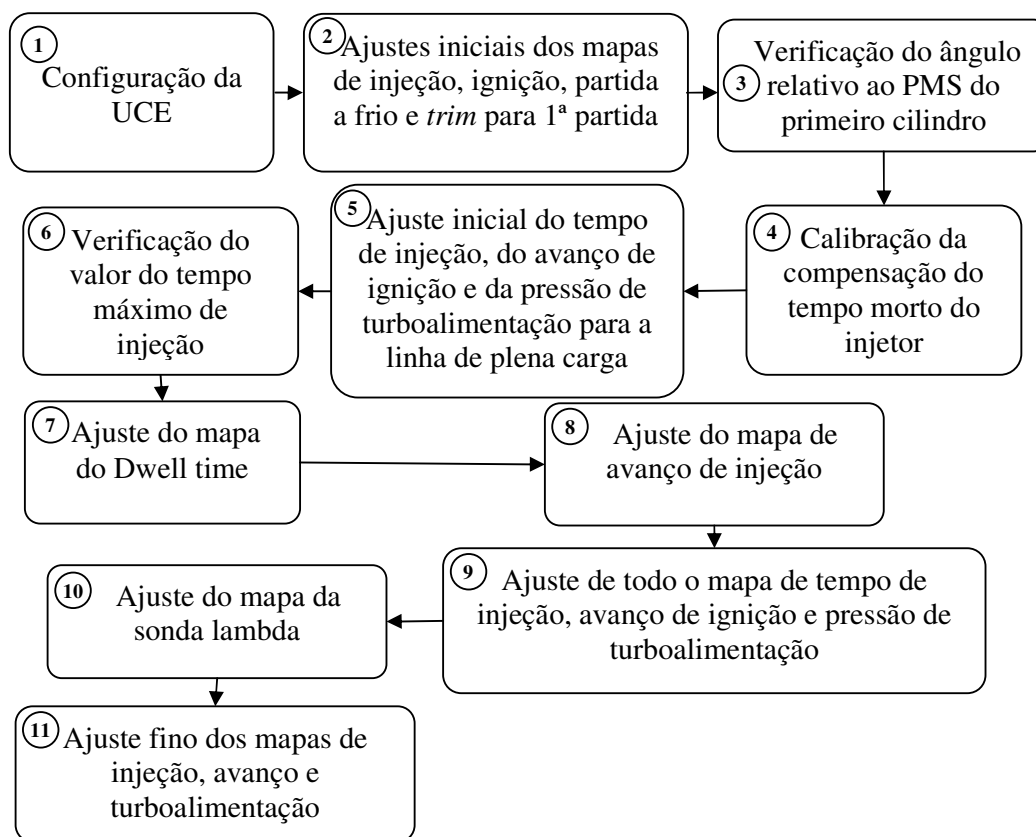 1
Configuração da
UCE
2
Ajustes iniciais dos mapas
de injeção, ignição, partida
a frio e trim para 1ª partida
3
Verificação do ângulo
relativo ao PMS do
primeiro cilindro
4
Calibração da
compensação do
tempo morto do
injetor
5
Ajuste inicial do tempo
de injeção, do avanço de
ignição e da pressão de
turboalimentação para a
linha de plena carga
6
Verificação do
valor do tempo
máximo de
injeção
7
Ajuste do mapa
do Dwell time
8
Ajuste do mapa de
avanço de injeção
9
Ajuste de todo o mapa de tempo de
injeção, avanço de ignição e pressão de
turboalimentação
10
Ajuste do mapa da
sonda lambda
11
Ajuste fino dos mapas de
injeção, avanço e
turboalimentação